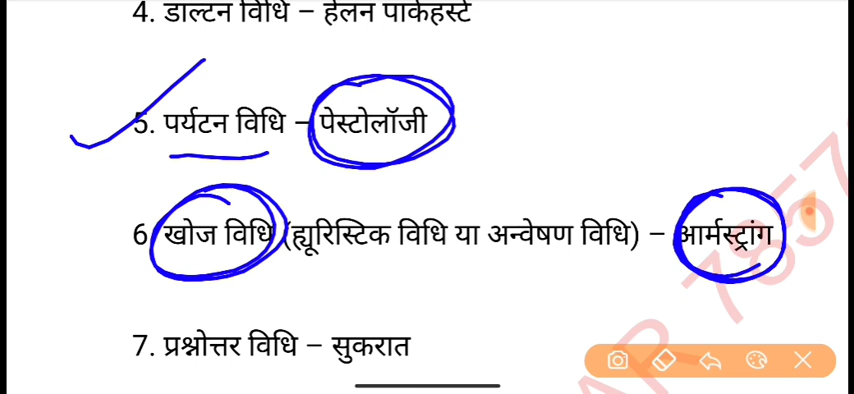 4. डाल्टन विधि – हेलन पार्कहर्स्ट
5. पर्यटन विधि – पेस्टोलॉजी
6 खोज विधि (ह्यूरिस्टिक विधि या अन्वेषण विधि) – आर्मस्ट्रांग
7. प्रश्नोत्तर विधि – सुकरात